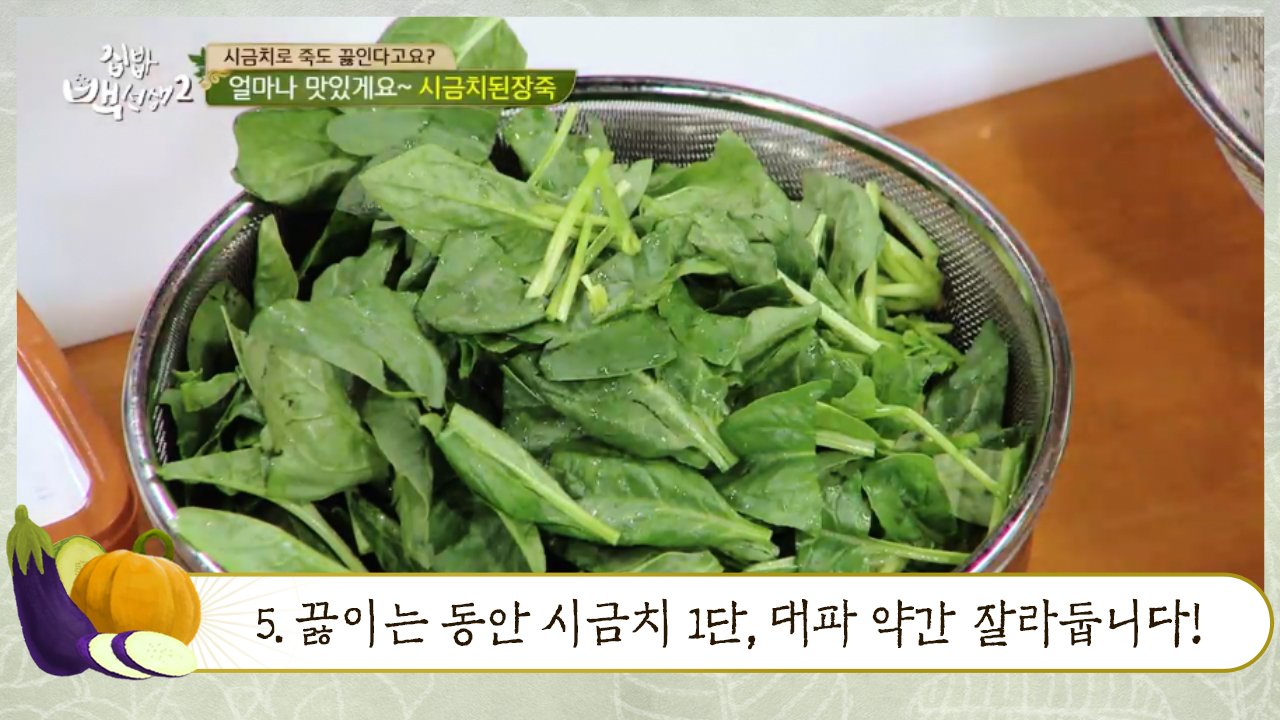 집밥
백선생2
시금치로 죽도 끓인다고요?
얼마나 맛있게요~ 시금치된장죽
5. 끓이는 동안 시금치 1단, 대파 약간 잘라둡니다!